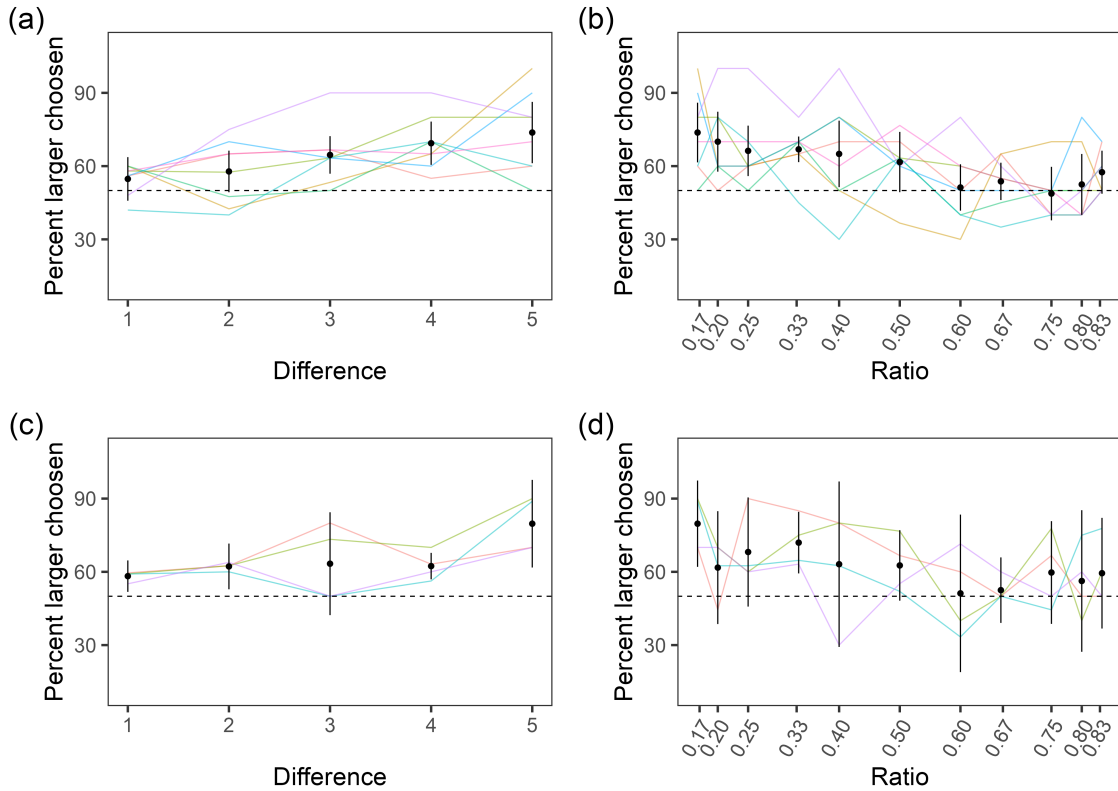 (a)
Percent larger choosen
90
60
30
1 2 3 4 5
Difference
(b)
Percent larger choosen
90
60
30
0.17 0.20 0.25 0.33 0.40 0.50 0.60 0.67 0.75 0.80 0.83
Ratio
(c)
Percent larger choosen
90
60
30
1 2 3 4 5
Difference
(d)
Percent larger choosen
90
60
30
0.17 0.20 0.25 0.33 0.40 0.50 0.60 0.67 0.75 0.80 0.83
Ratio